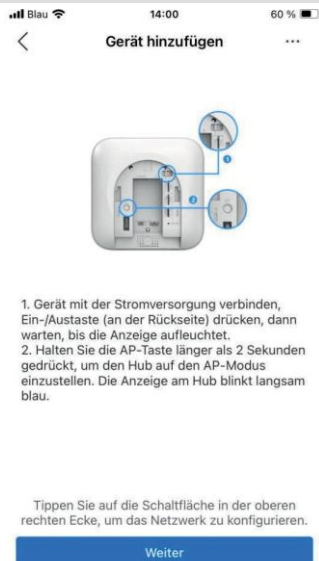 Blau 14:00 60 %
Gerät hinzufügen
1
2
1. Gerät mit der Stromversorgung verbinden,
Ein-/Austaste (an der Rückseite) drücken, dann
warten, bis die Anzeige aufleuchtet.
2. Halten Sie die AP-Taste länger als 2 Sekunden
gedrückt, um den Hub auf den AP-Modus
einzustellen. Die Anzeige am Hub blinkt langsam
blau.
Tippen Sie auf die Schaltfläche in der oberen
rechten Ecke, um das Netzwerk zu konfigurieren.
Weiter